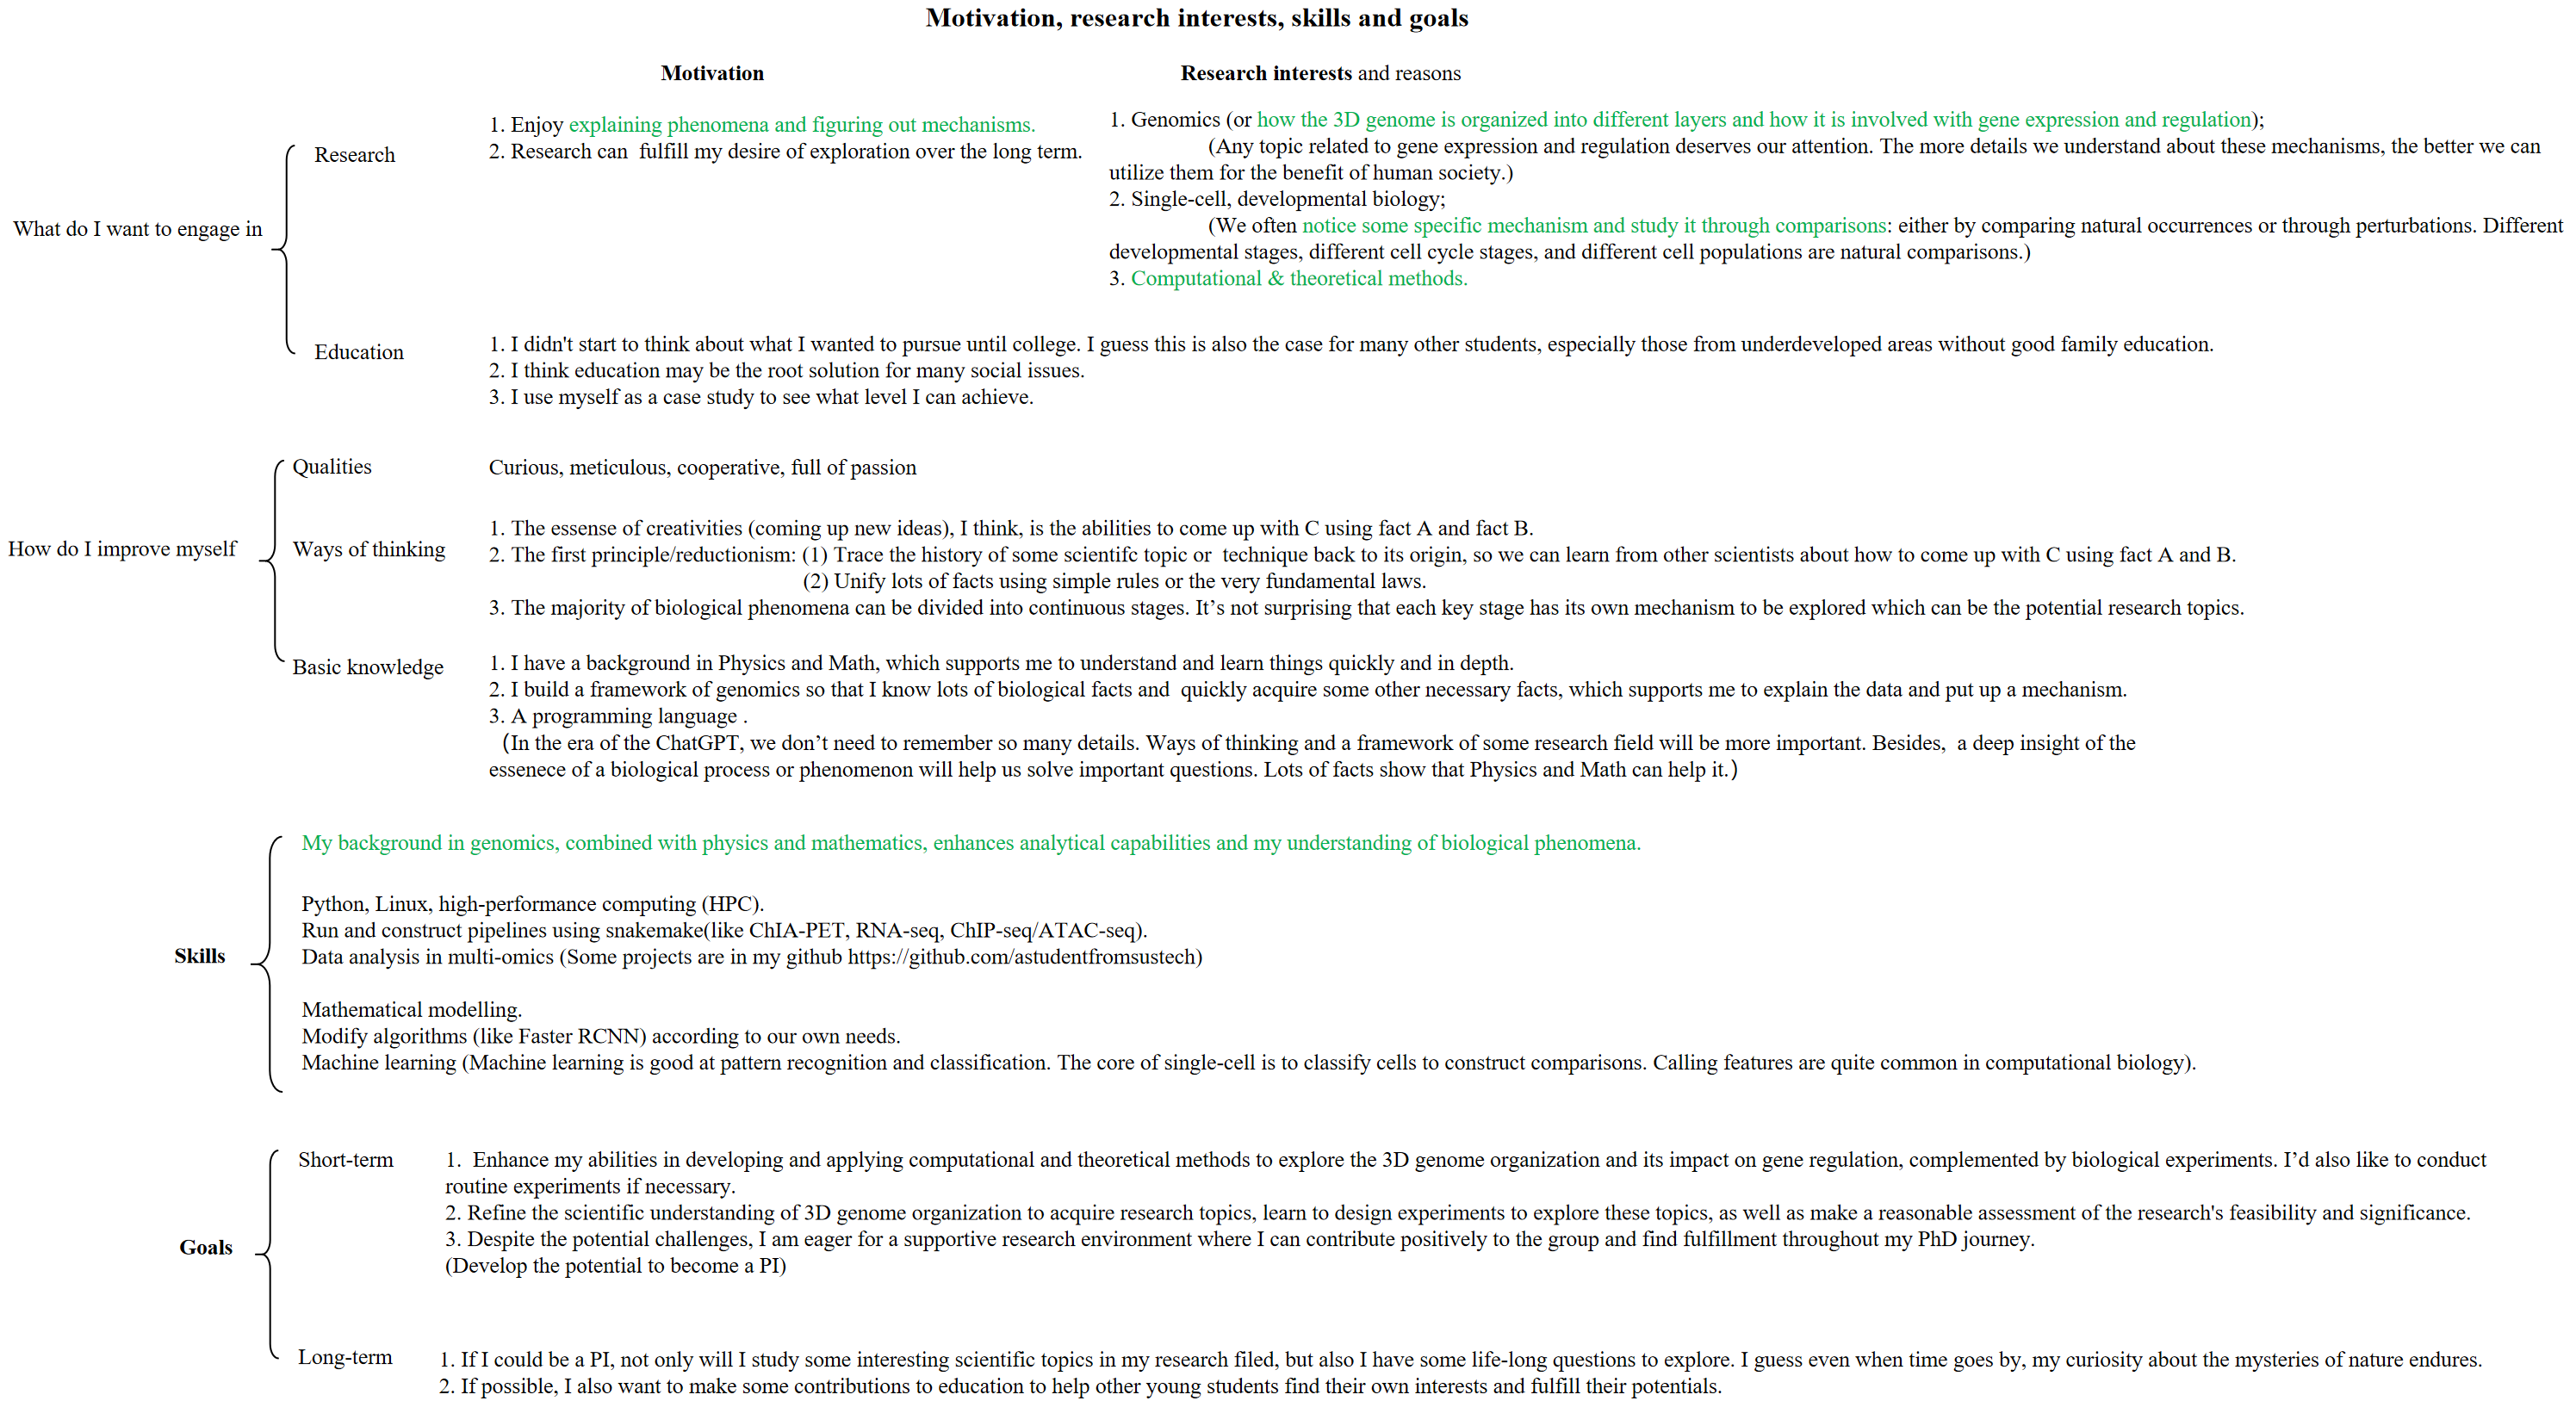 Motivation, research interests, skills and goals
Motivation
Research interests and reasons
What do I want to engage in
Research
1. Enjoy explaining phenomena and figuring out mechanisms.
2. Research can fulfill my desire of exploration over the long term.
1. Genomics (or how the 3D genome is organized into different layers and how it is involved with gene expression and regulation);
(Any topic related to gene expression and regulation deserves our attention. The more details we understand about these mechanisms, the better we can
utilize them for the benefit of human society.)
2. Single-cell, developmental biology;
(We often notice some specific mechanism and study it through comparisons: either by comparing natural occurrences or through perturbations. Different
developmental stages, different cell cycle stages, and different cell populations are natural comparisons.)
3. Computational & theoretical methods.
Education
1. I didn't start to think about what I wanted to pursue until college. I guess this is also the case for many other students, especially those from underdeveloped areas without good family education.
2. I think education may be the root solution for many social issues.
3. I use myself as a case study to see what level I can achieve.
How do I improve myself
Qualities
Curious, meticulous, cooperative, full of passion
Ways of thinking
1. The essense of creativities (coming up new ideas), I think, is the abilities to come up with C using fact A and fact B.
2. The first principle/reductionism: (1) Trace the history of some scientifc topic or technique back to its origin, so we can learn from other scientists about how to come up with C using fact A and B.
(2) Unify lots of facts using simple rules or the very fundamental laws.
3. The majority of biological phenomena can be divided into continuous stages. It’s not surprising that each key stage has its own mechanism to be explored which can be the potential research topics.
Basic knowledge
1. I have a background in Physics and Math, which supports me to understand and learn things quickly and in depth.
2. I build a framework of genomics so that I know lots of biological facts and quickly acquire some other necessary facts, which supports me to explain the data and put up a mechanism.
3. A programming language .
(In the era of the ChatGPT, we don’t need to remember so many details. Ways of thinking and a framework of some research field will be more important. Besides, a deep insight of the
essenece of a biological process or phenomenon will help us solve important questions. Lots of facts show that Physics and Math can help it.)
Skills
My background in genomics, combined with physics and mathematics, enhances analytical capabilities and my understanding of biological phenomena.
Python, Linux, high-performance computing (HPC).
Run and construct pipelines using snakemake(like ChIA-PET, RNA-seq, ChIP-seq/ATAC-seq).
Data analysis in multi-omics (Some projects are in my github https://github.com/astudentfromsustech)
Mathematical modelling.
Modify algorithms (like Faster RCNN) according to our own needs.
Machine learning (Machine learning is good at pattern recognition and classification. The core of single-cell is to classify cells to construct comparisons. Calling features are quite common in computational biology).
Goals
Short-term
1. Enhance my abilities in developing and applying computational and theoretical methods to explore the 3D genome organization and its impact on gene regulation, complemented by biological experiments. I’d also like to conduct
routine experiments if necessary.
2. Refine the scientific understanding of 3D genome organization to acquire research topics, learn to design experiments to explore these topics, as well as make a reasonable assessment of the research's feasibility and significance.
3. Despite the potential challenges, I am eager for a supportive research environment where I can contribute positively to the group and find fulfillment throughout my PhD journey.
(Develop the potential to become a PI)
Long-term
1. If I could be a PI, not only will I study some interesting scientific topics in my research filed, but also I have some life-long questions to explore. I guess even when time goes by, my curiosity about the mysteries of nature endures.
2. If possible, I also want to make some contributions to education to help other young students find their own interests and fulfill their potentials.